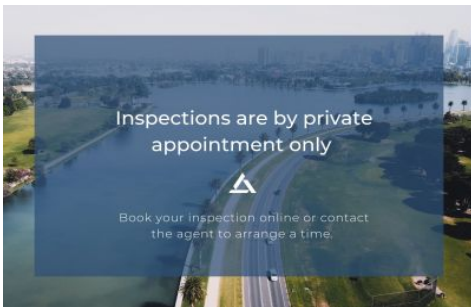 Inspections are by private
appointment only
Book your inspection online or contact
the agent to arrange a time.